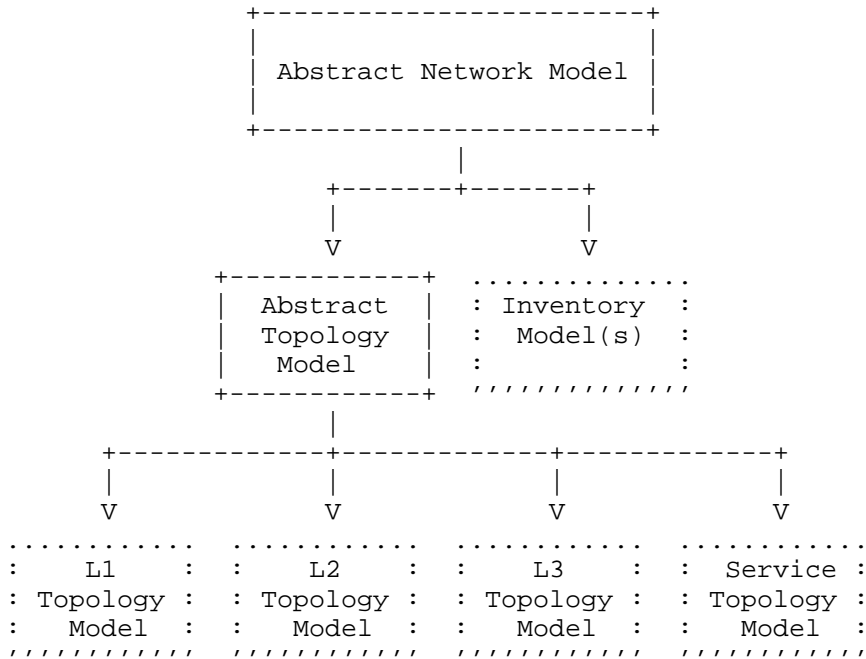 Abstract Network Model
V V
Abstract Inventory
Topology Model(s)
Model
V V V V
L1 L2 L3 Service
Topology Topology Topology Topology
Model Model Model Model